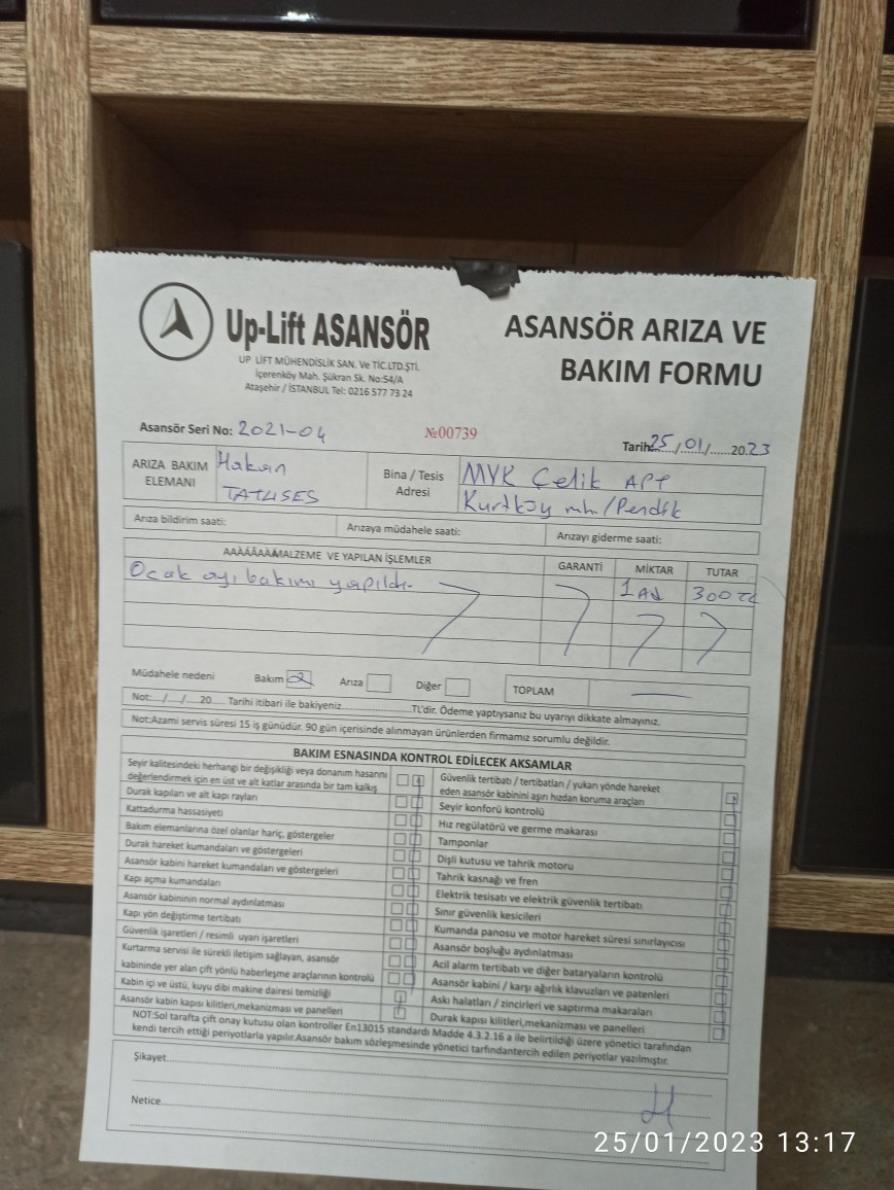 Up-Lift ASANSÖR
UP LİFT MÜHENDİSLİK SAN. Ve TİC.LTD.ŞTİ.
İçerenköy Mah. Şükran Sk. No:54/A
Ataşehir / İSTANBUL Tel: 0216 577 73 24
ASANSÖR ARIZA VE
BAKIM FORMU
Asansör Seri No: 2021-04
№00739
Tarih: 25/01/2023
ARIZA BAKIM
ELEMANI
Hakan
TATLISES
Bina / Tesis
Adresi
MYK Çelik APT
Kurtköy mh./Pendik
Arıza bildirim saati:
Arızaya müdahele saati:
Arızayı giderme saati:
AAÀÂÃAAMALZEME VE YAPILAN İŞLEMLER
GARANTİ
MİKTAR
TUTAR
Ocak ayı bakımı yapıldı.
1 Ad
300 TL
Müdahele nedeni
Bakım
Arıza
Diğer
TOPLAM
Not:..../..../....20..... Tarihi itibari ile bakiyeniz..............................TL'dir. Ödeme yaptıysanız bu uyarıyı dikkate almayınız.
Not:Azami servis süresi 15 iş günüdür. 90 gün içerisinde alınmayan ürünlerden firmamız sorumlu değildir.
BAKIM ESNASINDA KONTROL EDİLECEK AKSAMLAR
Seyir kalitesindeki herhangi bir değişikliği veya donanım hasarını
değerlendirmek için en üst ve alt katlar arasında bir tam kalkış
Durak kapıları ve alt kapı rayları
Kattadurma hassasiyeti
Bakım elemanlarına özel olanlar hariç, göstergeler
Durak hareket kumandaları ve göstergeleri
Asansör kabini hareket kumandaları ve göstergeleri
Kapı açma kumandaları
Asansör kabininin normal aydınlatması
Kapı yön değiştirme tertibatı
Güvenlik işaretleri / resimli uyarı işaretleri
Kurtarma servisi ile sürekli iletişim sağlayan, asansör
kabininde yer alan çift yönlü haberleşme araçlarının kontrolü
Kabin içi ve üstü, kuyu dibi makine dairesi temizliği
Asansör kabin kapısı kilitleri,mekanizması ve panelleri
Güvenlik tertibatı / tertibatları / yukarı yönde hareket
eden asansör kabinini aşırı hızdan koruma araçları
Seyir konforü kontrolü
Hız regülatörü ve germe makarası
Tamponlar
Dişli kutusu ve tahrik motoru
Tahrik kasnağı ve fren
Elektrik tesisatı ve elektrik güvenlik tertibatı
Sınır güvenlik kesicileri
Kumanda panosu ve motor hareket süresi sınırlayıcısı
Asansör boşluğu aydınlatması
Acil alarm tertibatı ve diğer bataryaların kontrolü
Asansör kabini / karşı ağırlık klavuzları ve patenleri
Askı halatları / zincirleri ve saptırma makaraları
Durak kapısı kilitleri,mekanizması ve panelleri
NOT:Sol tarafta çift onay kutusu olan kontroller En13015 standardı Madde 4.3.2.16 a ile belirtildiği üzere yönetici tarafından
kendi tercih ettiği periyotlarla yapılır.Asansör bakım sözleşmesinde yönetici tarfındantercih edilen periyotlar yazılmıştır.
Şikayet
Netice
25/01/2023 13:17